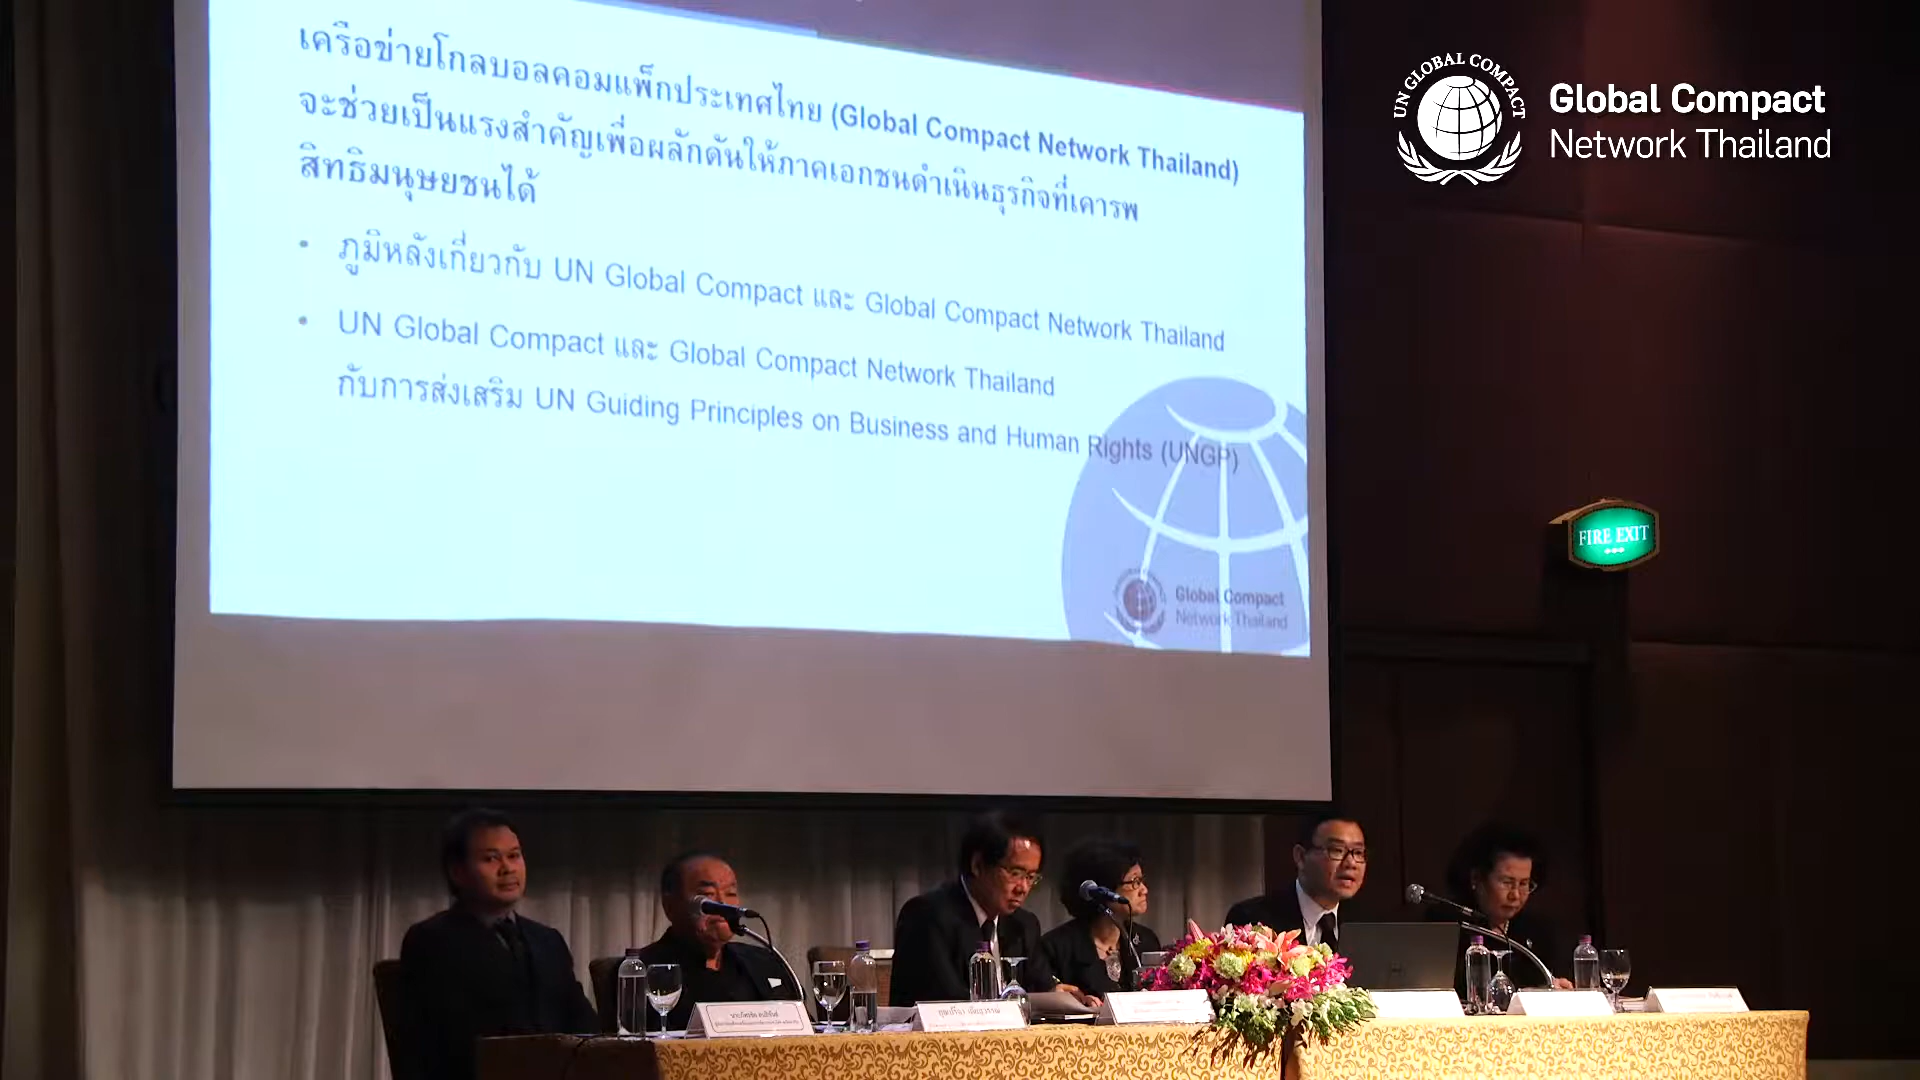 เครือข่ายโกลบอลคอมแพ็กประเทศไทย (Global Compact Network Thailand)
จะช่วยเป็นแรงสำคัญเพื่อผลักดันให้ภาคเอกชนดำเนินธุรกิจที่เคารพ
สิทธิมนุษยชนได้
• ภูมิหลังเกี่ยวกับ UN Global Compact และ Global Compact Network Thailand
• UN Global Compact และ Global Compact Network Thailand
กับการส่งเสริม UN Guiding Principles on Business and Human Rights (UNGP)
Global Compact
Network Thailand
UN GLOBAL COMPACT
Global Compact
Network Thailand
FIRE EXIT